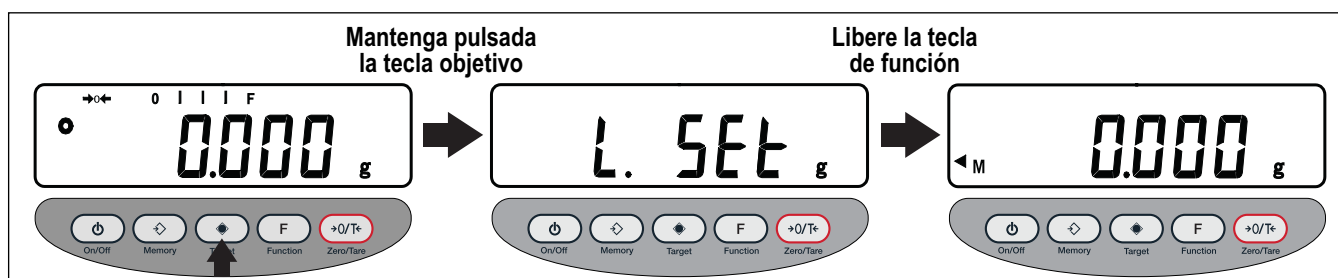 Mantenga pulsada
la tecla objetivo
Libere la tecla
de función
→0← 0 F
0.000 g
L. SEt g
◄ M 0.000 g
F →0/T←
On/Off Memory Function Zero/Tare
F →0/T←
On/Off Memory Target Function Zero/Tare
F →0/T←
On/Off Memory Target Function Zero/Tare